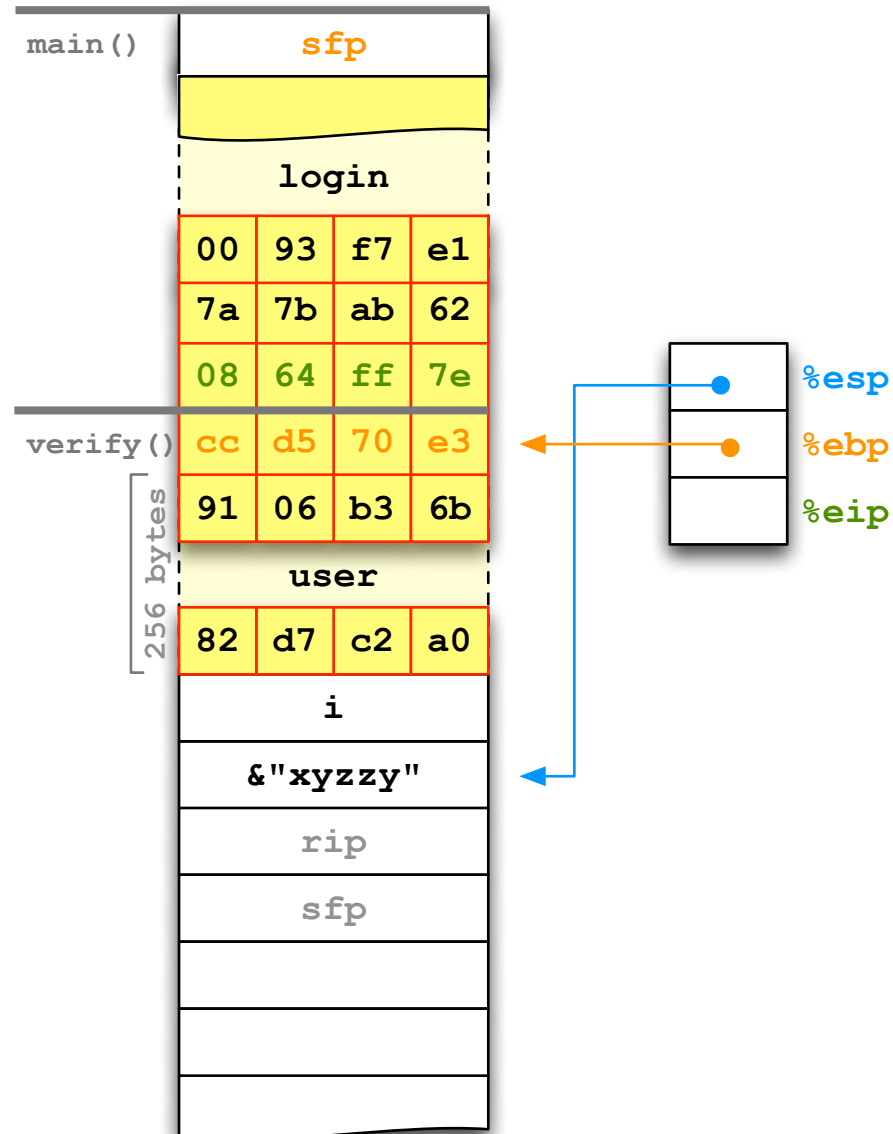 main() sfp
login
00 93 f7 e1
7a 7b ab 62
08 64 ff 7e %esp
verify() cc d5 70 e3 %ebp
91 06 b3 6b %eip
256 bytes
user
82 d7 c2 a0
i
&"xyzzy"
rip
sfp